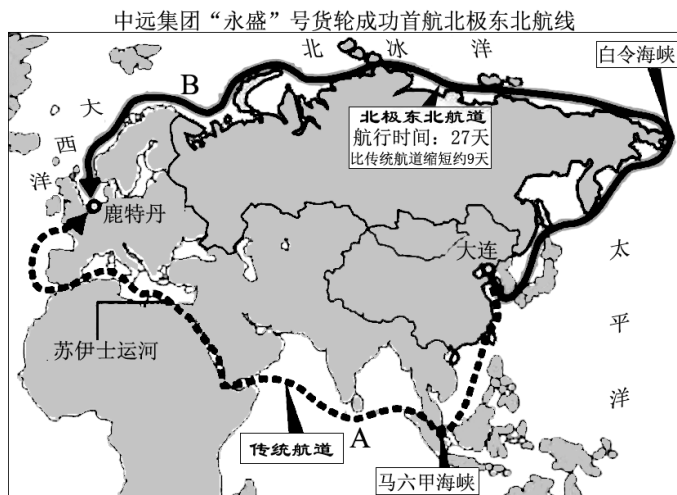 中远集团“永盛”号货轮成功首航北极东北航线
北冰洋
白令海峡
B
大西洋
北极东北航道
航行时间：27天
比传统航道缩短约9天
鹿特丹
大连
太平洋
苏伊士运河
传统航道
A
马六甲海峡